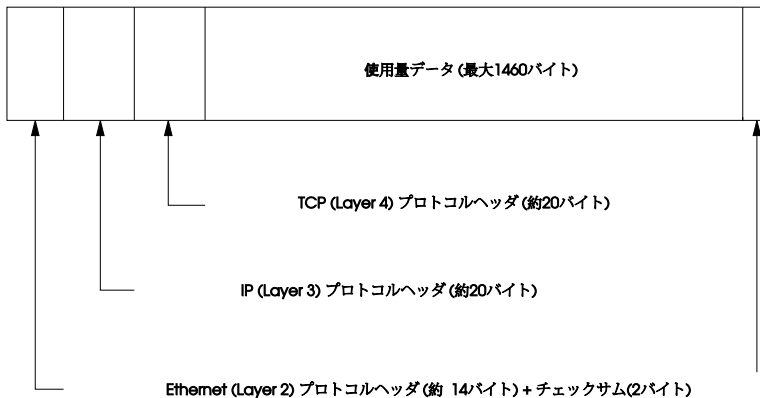 使用量データ (最大1460バイト)
TCP (Layer 4) プロトコルヘッダ (約20バイト)
IP (Layer 3) プロトコルヘッダ (約20バイト)
Ethernet (Layer 2) プロトコルヘッダ (約 14バイト) + チェックサム(2バイト)